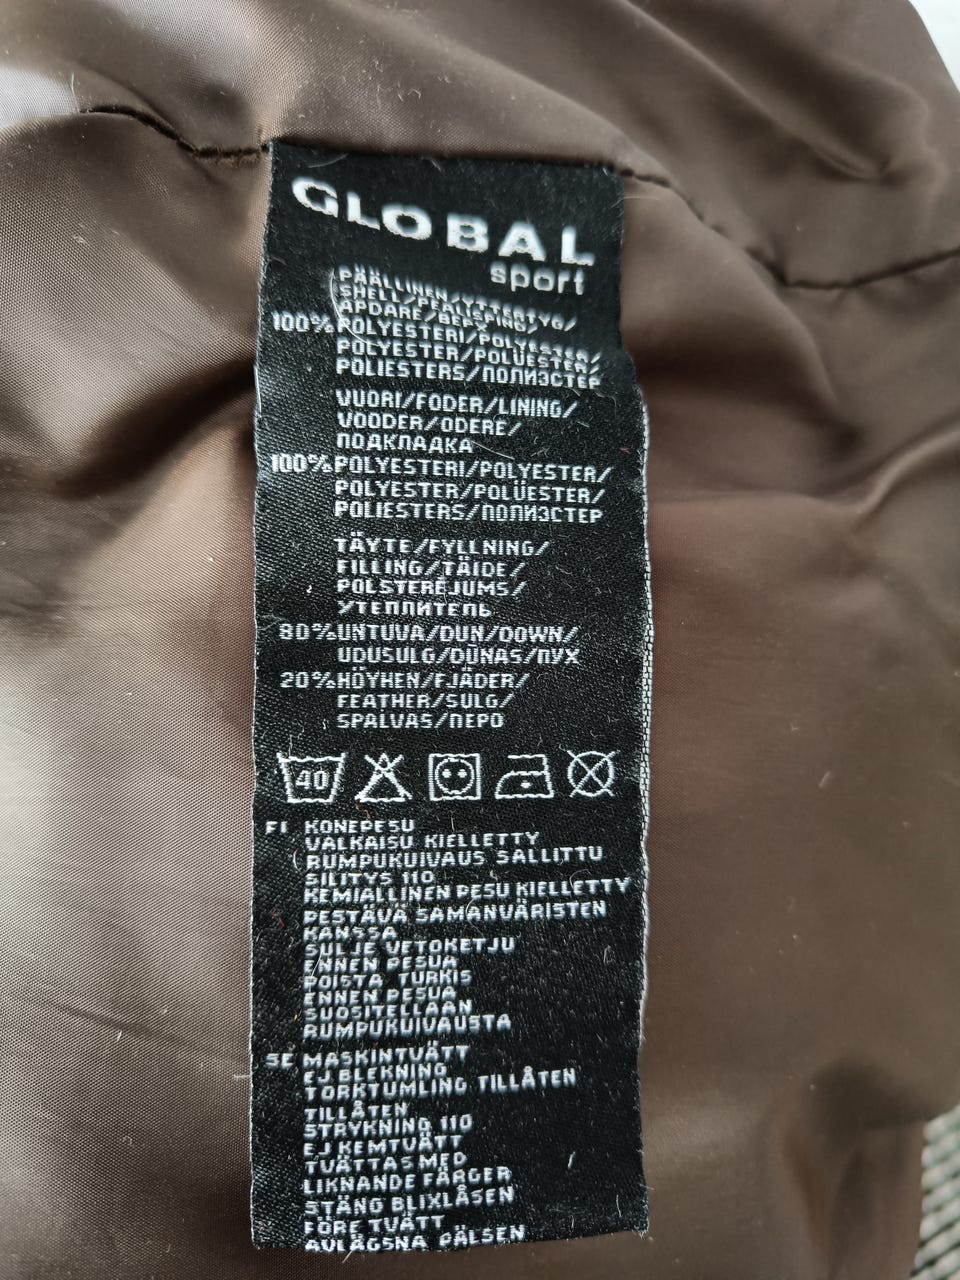 GLOBAL
sport
PÄÄLLINEN/YTTERTYG/
SHELL/PEALISPIND/
APDARE/ВЕРХ
100% POLYESTERI/POLYESTER/
POLYESTER/POLÜESTER/
POLIESTERS/ПОЛИЭСТЕР
VUORI/FODER/LINING/
VOODER/ODERE/
ПОДКЛАДКА
100% POLYESTERI/POLYESTER/
POLYESTER/POLÜESTER/
POLIESTERS/ПОЛИЭСТЕР
TÄYTE/FYLLNING/
FILLING/TÄIDE/
POLSTERĒJUMS/
УТЕПЛИТЕЛЬ
80% UNTUVA/DUN/DOWN/
UDUSULG/DŪNAS/ПУХ
20% HÖYHEN/FJÄDER/
FEATHER/SULG/
SPALVAS/ПЕРО
40
FI KONEPESU
VALKAISU KIELLETTY
RUMPUKUIVAUS SALLITTU
SILITYS 110
KEMIALLINEN PESU KIELLETTY
PESTÄVÄ SAMANVÄRISTEN
KANSSA
SULJE VETOKETJU
ENNEN PESUA
POISTA TURKIS
ENNEN PESUA
SUOSITELLAAN
RUMPUKUIVAUSTA
SE MASKINTVÄTT
EJ BLEKNING
TORKTUMLING TILLÅTEN
TILLÅTEN
STRYKNING 110
EJ KEMTVÄTT
TVÄTTAS MED
LIKNANDE FÄRGER
STÄNG BLIXLÅSEN
FÖRE TVÄTT
AVLÄGSNA PÄLSEN